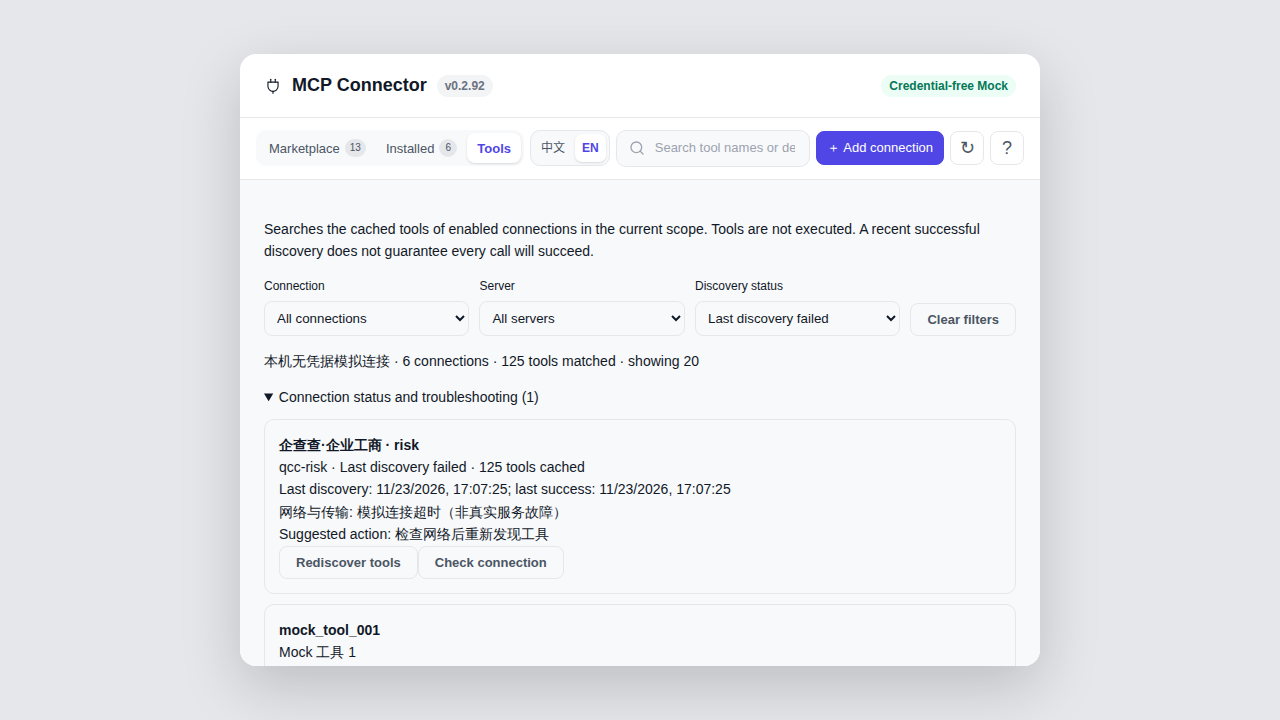 MCP Connector v0.2.92 Credential-free Mock
Marketplace 13 Installed 6 Tools 中文 EN Search tool names or de + Add connection ↻ ?
Searches the cached tools of enabled connections in the current scope. Tools are not executed. A recent successful
discovery does not guarantee every call will succeed.
Connection Server Discovery status
All connections All servers Last discovery failed Clear filters
本机无凭据模拟连接 · 6 connections · 125 tools matched · showing 20
▼ Connection status and troubleshooting (1)
企查查·企业工商 · risk
qcc-risk · Last discovery failed · 125 tools cached
Last discovery: 11/23/2026, 17:07:25; last success: 11/23/2026, 17:07:25
网络与传输: 模拟连接超时（非真实服务故障）
Suggested action: 检查网络后重新发现工具
Rediscover tools Check connection
mock_tool_001
Mock 工具 1